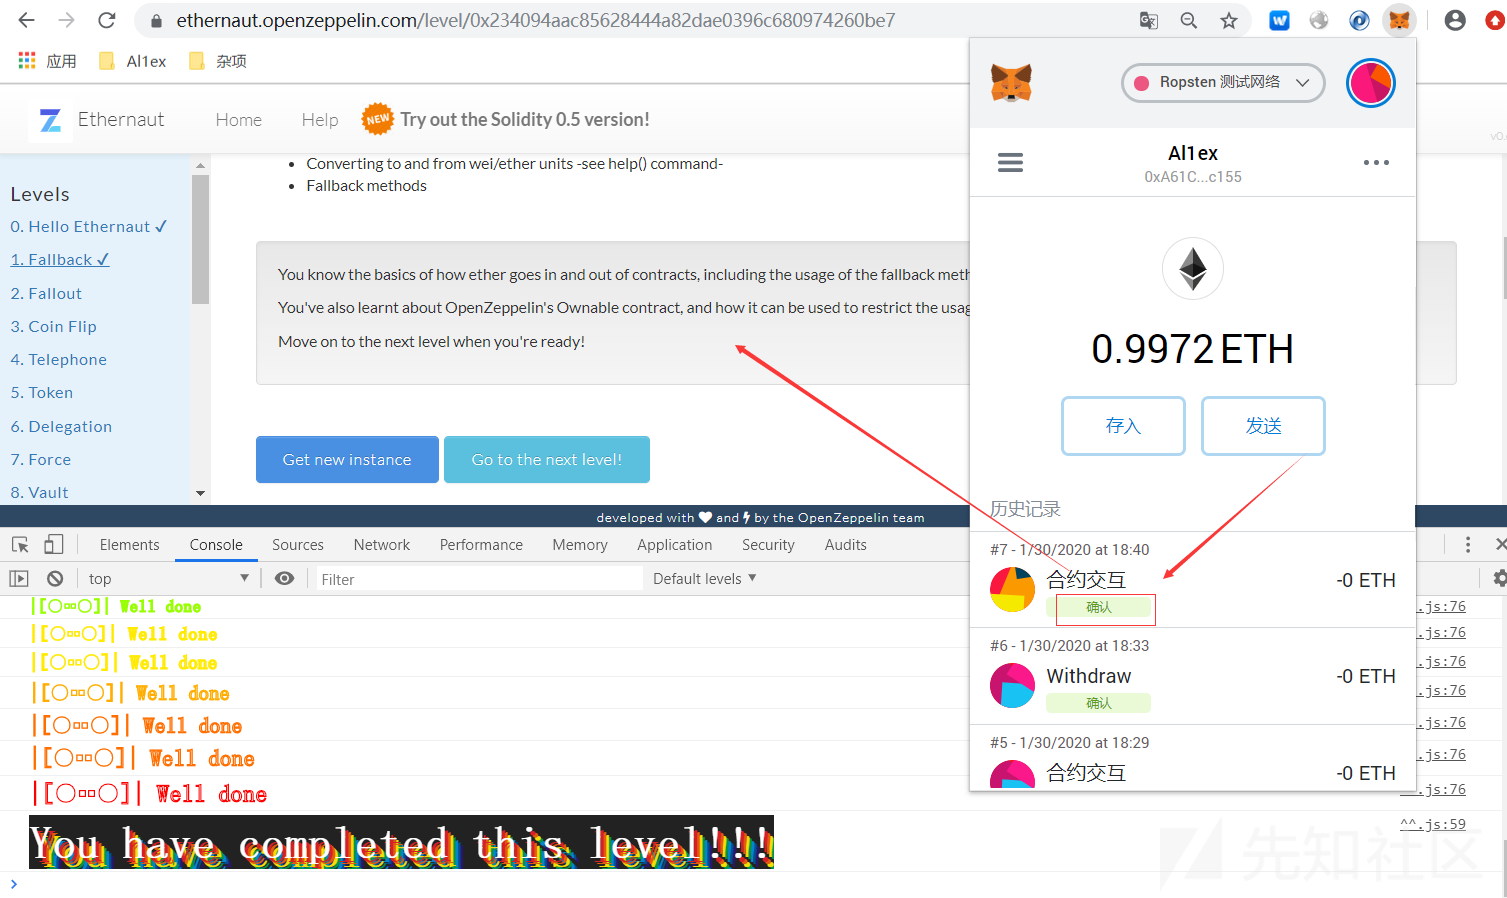 ethernaut.openzeppelin.com/level/0x234094aac85628444a82dae0396c680974260be7
应用
Al1ex
杂项
Ethernaut
Home
Help
NEW
Try out the Solidity 0.5 version!
v0.
Levels
0. Hello Ethernaut ✓
1. Fallback ✓
2. Fallout
3. Coin Flip
4. Telephone
5. Token
6. Delegation
7. Force
8. Vault
• Converting to and from wei/ether units -see help() command-
• Fallback methods
You know the basics of how ether goes in and out of contracts, including the usage of the fallback meth
You've also learnt about OpenZeppelin's Ownable contract, and how it can be used to restrict the usag
Move on to the next level when you're ready!
Get new instance
Go to the next level!
developed with ♥ and ⚡ by the OpenZeppelin team
Ropsten 测试网络
Al1ex
0xA61C...c155
0.9972 ETH
存入
发送
历史记录
#7 - 1/30/2020 at 18:40
合约交互
-0 ETH
确认
#6 - 1/30/2020 at 18:33
Withdraw
-0 ETH
确认
#5 - 1/30/2020 at 18:29
合约交互
-0 ETH
Elements
Console
Sources
Network
Performance
Memory
Application
Security
Audits
top
Filter
Default levels
|[◯▫▫◯]| Well done
.js:76
|[◯▫▫◯]| Well done
.js:76
|[◯▫▫◯]| Well done
.js:76
|[◯▫▫◯]| Well done
.js:76
|[◯▫▫◯]| Well done
.js:76
|[◯▫▫◯]| Well done
.js:76
|[◯▫▫◯]| Well done
.js:76
You have completed this level!!!
^^.js:59
先知社区